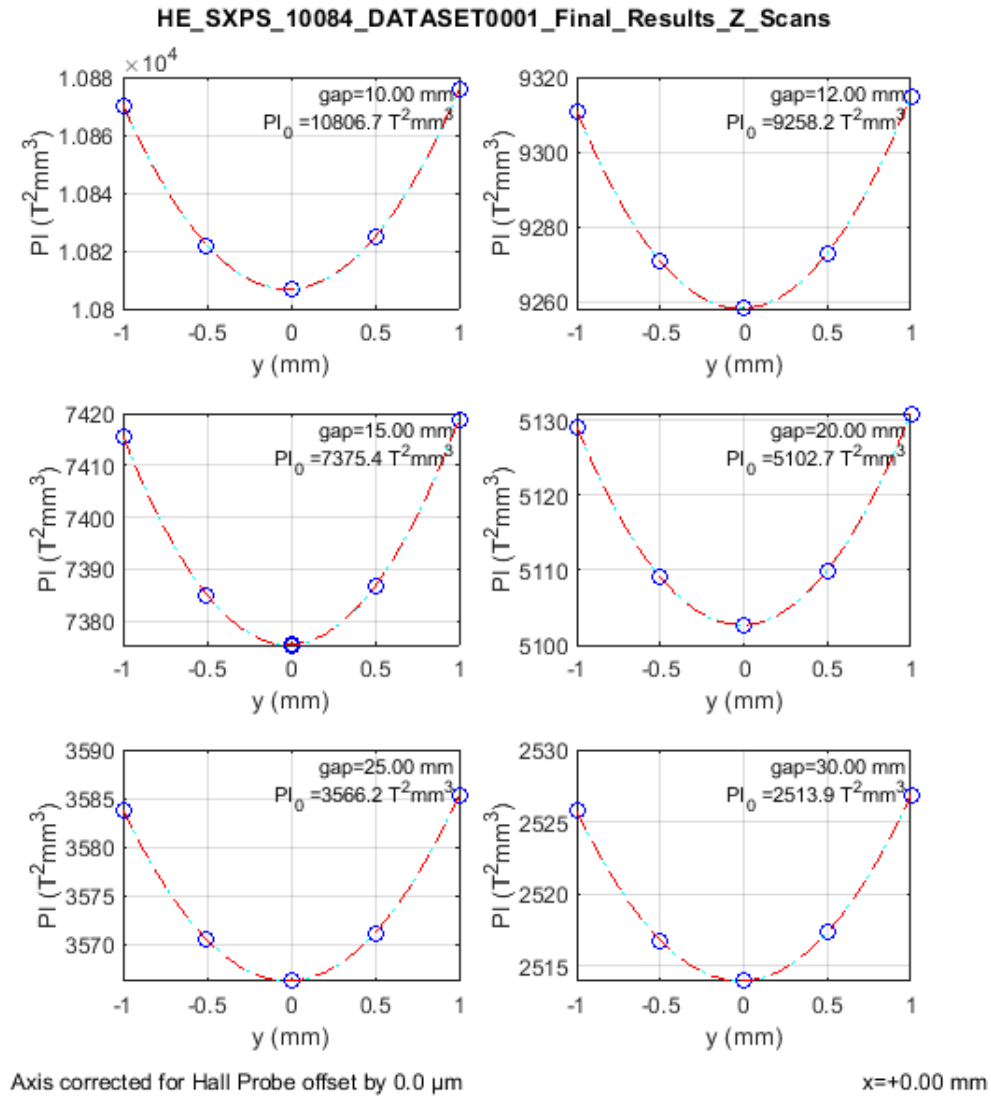 HE_SXPS_10084_DATASET0001_Final_Results_Z_Scans
×10⁴
gap=10.00 mm
PI₀ =10806.7 T²mm³
PI (T²mm³)
1.088
1.086
1.084
1.082
1.08
-1 -0.5 0 0.5 1
y (mm)
gap=12.00 mm
PI₀ =9258.2 T²mm³
PI (T²mm³)
9320
9300
9280
9260
-1 -0.5 0 0.5 1
y (mm)
gap=15.00 mm
PI₀ =7375.4 T²mm³
PI (T²mm³)
7420
7410
7400
7390
7380
-1 -0.5 0 0.5 1
y (mm)
gap=20.00 mm
PI₀ =5102.7 T²mm³
PI (T²mm³)
5130
5120
5110
5100
-1 -0.5 0 0.5 1
y (mm)
gap=25.00 mm
PI₀ =3566.2 T²mm³
PI (T²mm³)
3590
3585
3580
3575
3570
-1 -0.5 0 0.5 1
y (mm)
gap=30.00 mm
PI₀ =2513.9 T²mm³
PI (T²mm³)
2530
2525
2520
2515
-1 -0.5 0 0.5 1
y (mm)
Axis corrected for Hall Probe offset by 0.0 µm
x=+0.00 mm